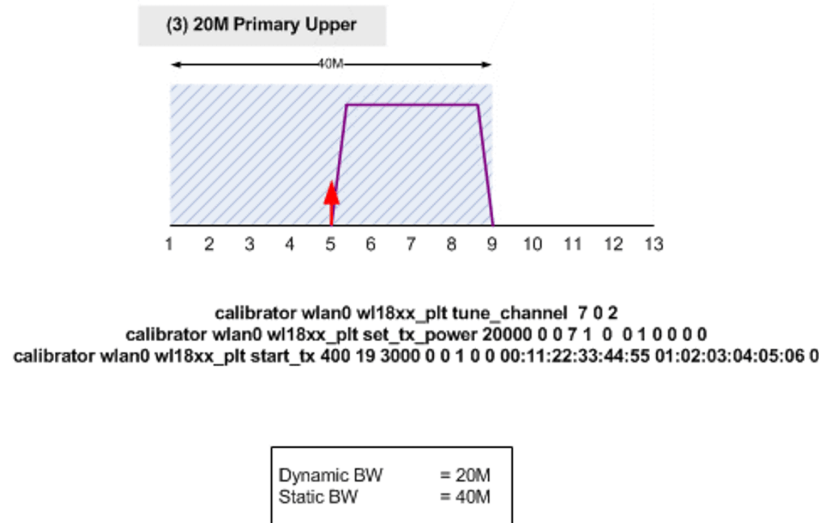 (3) 20M Primary Upper
40M
1 2 3 4 5 6 7 8 9 10 11 12 13
calibrator wlan0 wl18xx_plt tune_channel 7 0 2
calibrator wlan0 wl18xx_plt set_tx_power 20000 0 0 7 1 0 0 1 0 0 0 0
calibrator wlan0 wl18xx_plt start_tx 400 19 3000 0 0 1 0 0 00:11:22:33:44:55 01:02:03:04:05:06 0
Dynamic BW = 20M
Static BW = 40M